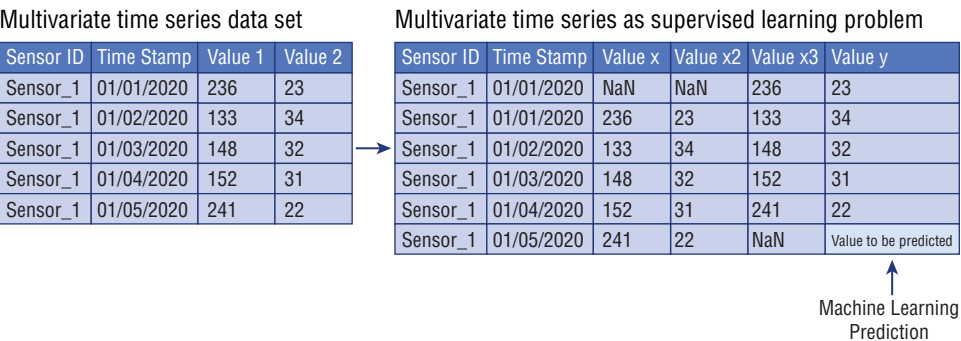 Multivariate time series data set
Sensor ID Time Stamp Value 1 Value 2
Sensor_1 01/01/2020 236 23
Sensor_1 01/02/2020 133 34
Sensor_1 01/03/2020 148 32
Sensor_1 01/04/2020 152 31
Sensor_1 01/05/2020 241 22
Multivariate time series as supervised learning problem
Sensor ID Time Stamp Value x Value x2 Value x3 Value y
Sensor_1 01/01/2020 NaN NaN 236 23
Sensor_1 01/01/2020 236 23 133 34
Sensor_1 01/02/2020 133 34 148 32
Sensor_1 01/03/2020 148 32 152 31
Sensor_1 01/04/2020 152 31 241 22
Sensor_1 01/05/2020 241 22 NaN Value to be predicted
Machine Learning
Prediction